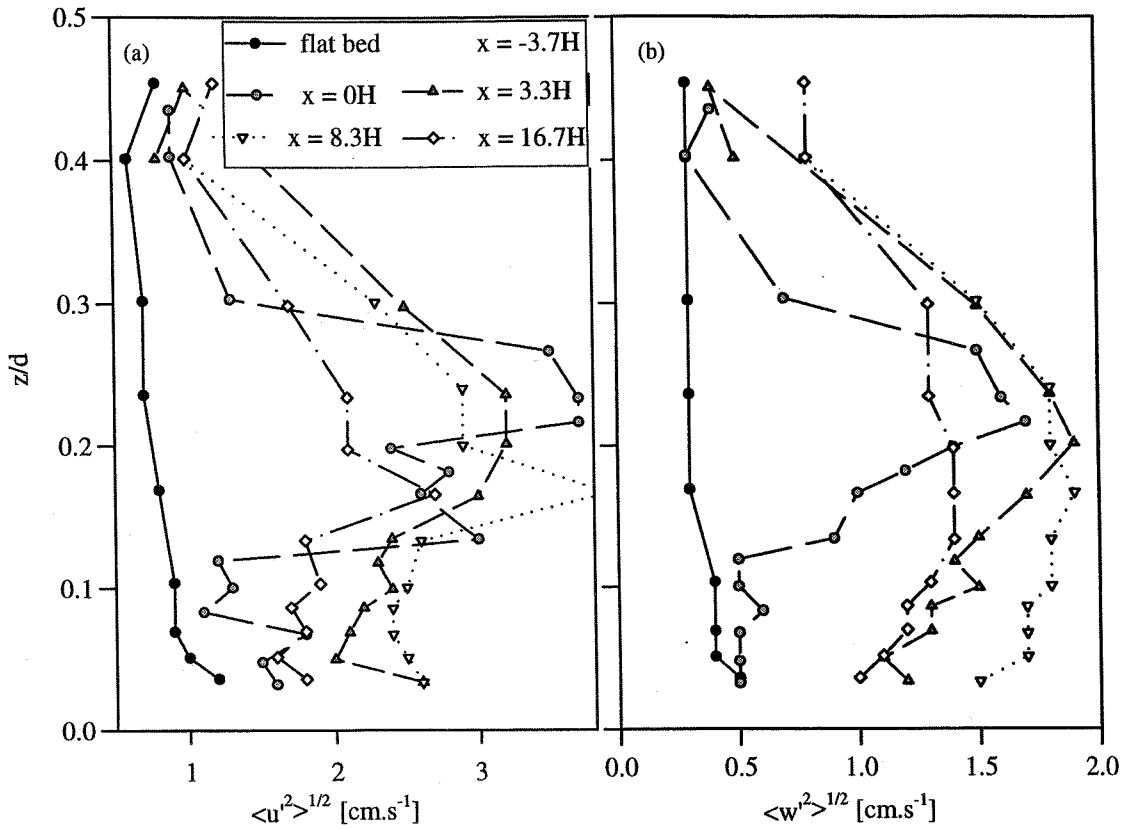 0.5
0.4
0.3
0.2
0.1
0.0
z/d
(a)
flat bed x = -3.7H
x = 0H x = 3.3H
x = 8.3H x = 16.7H
(b)
1 2 3
0.0 0.5 1.0 1.5 2.0
<u'²>^1/2 [cm.s⁻¹]
<w'²>^1/2 [cm.s⁻¹]